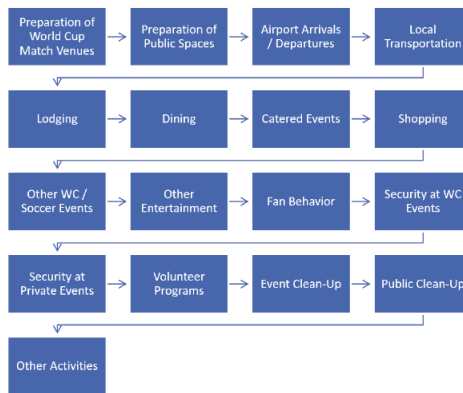 Preparation of
World Cup
Match Venues
Preparation of
Public Spaces
Airport Arrivals
/ Departures
Local
Transportation
Lodging
Dining
Catered Events
Shopping
Other WC /
Soccer Events
Other
Entertainment
Fan Behavior
Security at WC
Events
Security at
Private Events
Volunteer
Programs
Event Clean-Up
Public Clean-Up
Other Activities